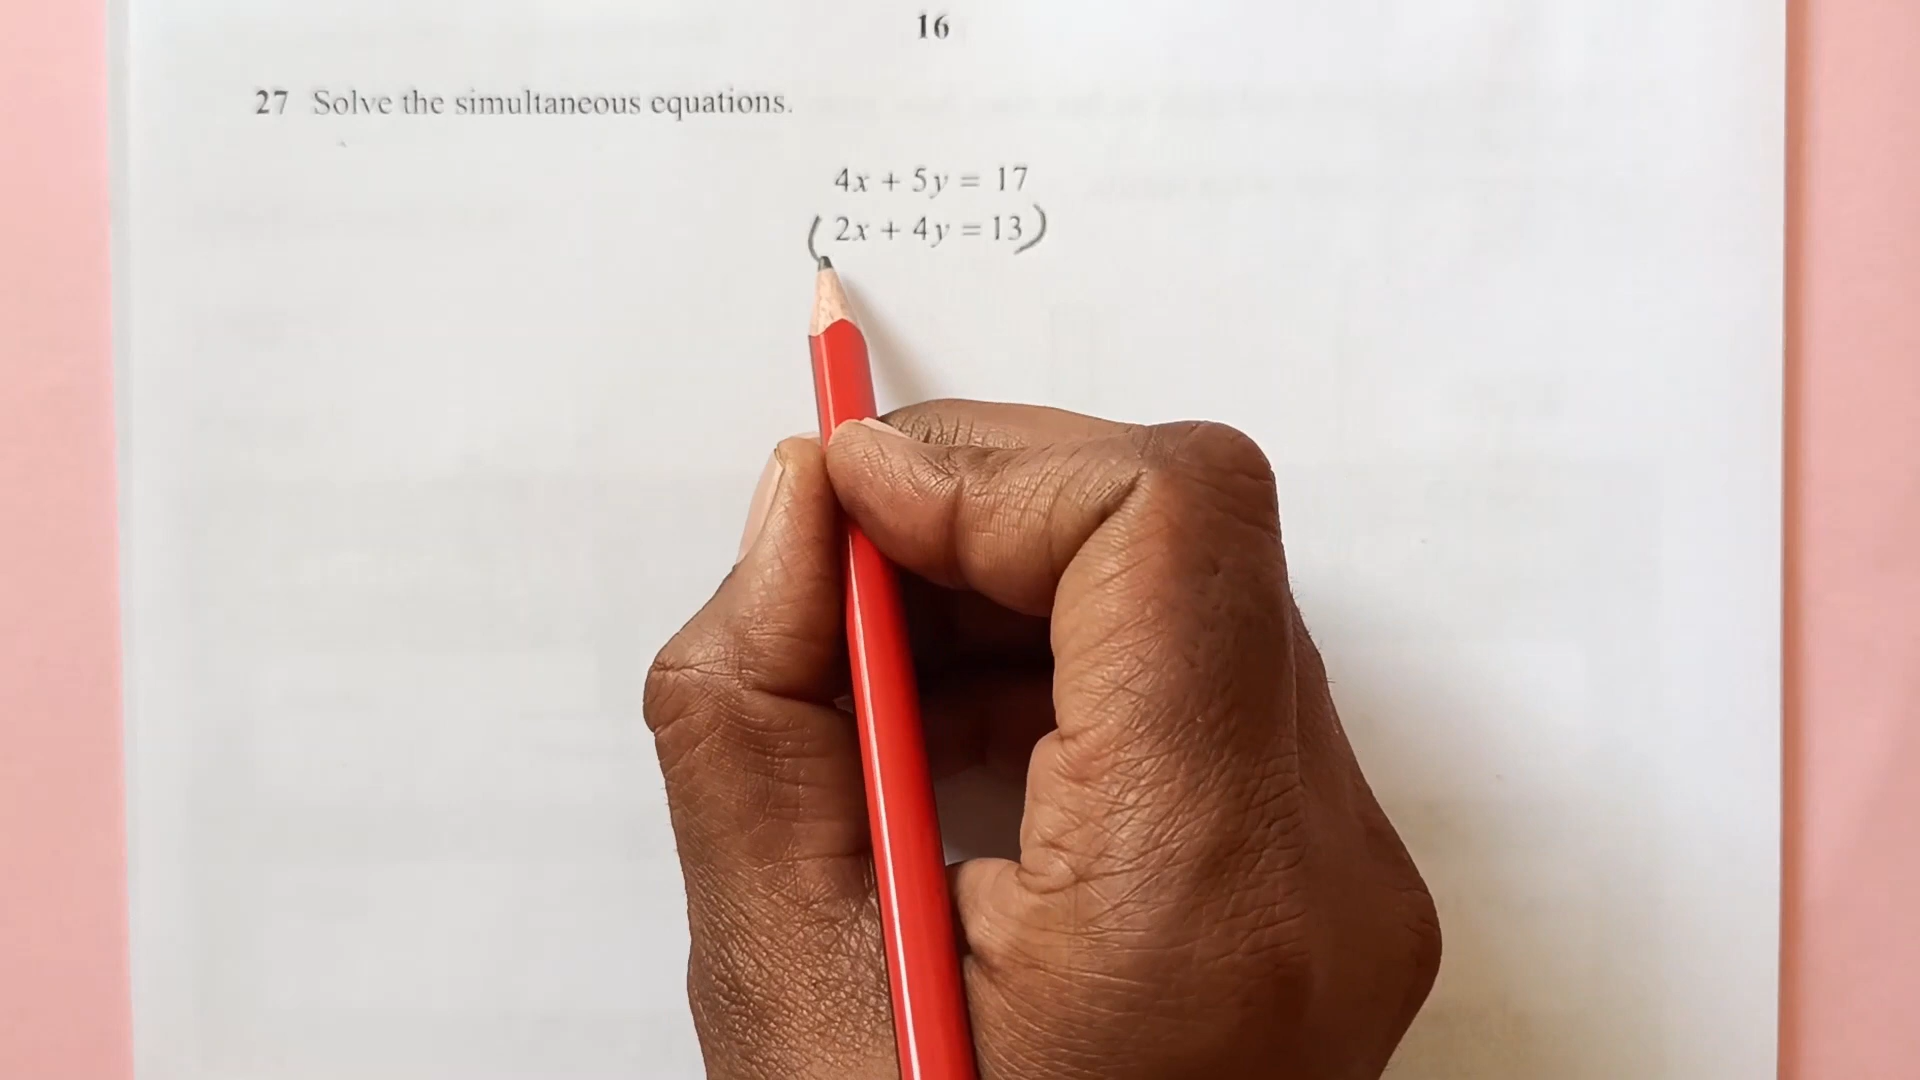 16
27 Solve the simultaneous equations.
4x + 5y = 17
(2x + 4y = 13)